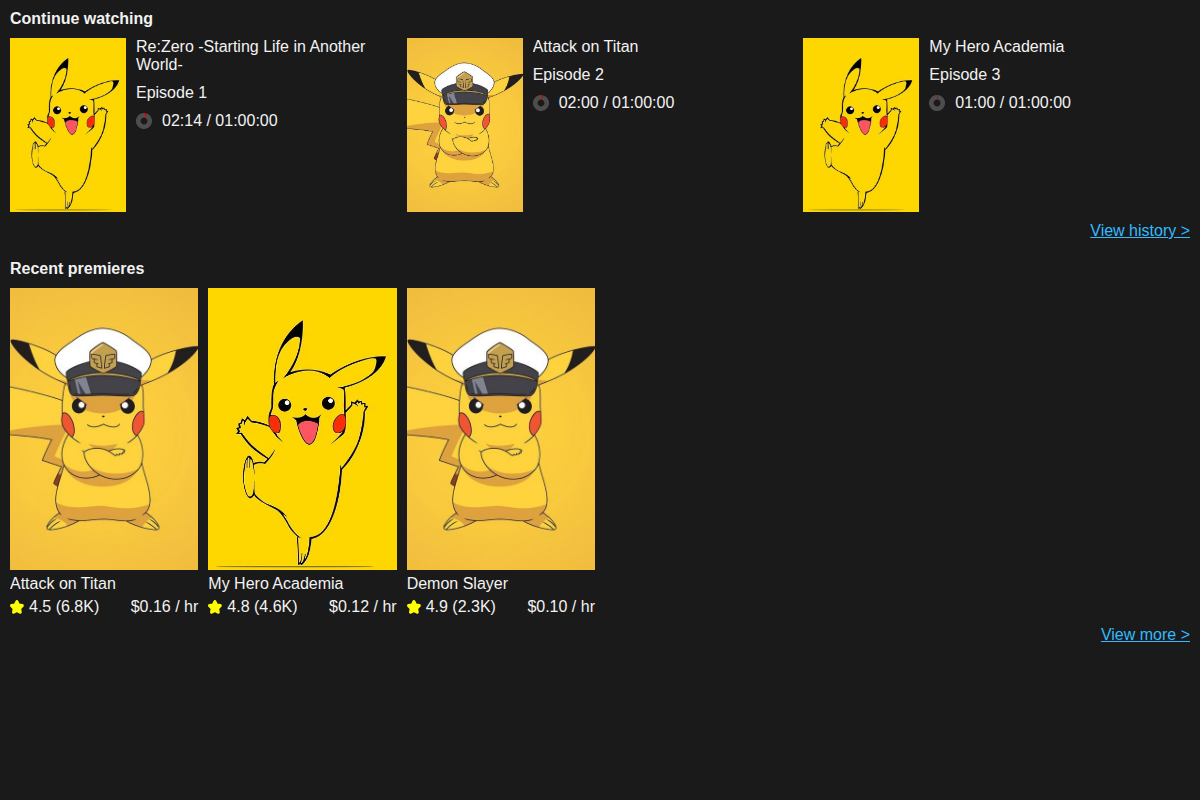 Continue watching
Re:Zero -Starting Life in Another
World-
Episode 1
02:14 / 01:00:00
Attack on Titan
Episode 2
02:00 / 01:00:00
My Hero Academia
Episode 3
01:00 / 01:00:00
View history >
Recent premieres
Attack on Titan
4.5 (6.8K) $0.16 / hr
My Hero Academia
4.8 (4.6K) $0.12 / hr
Demon Slayer
4.9 (2.3K) $0.10 / hr
View more >